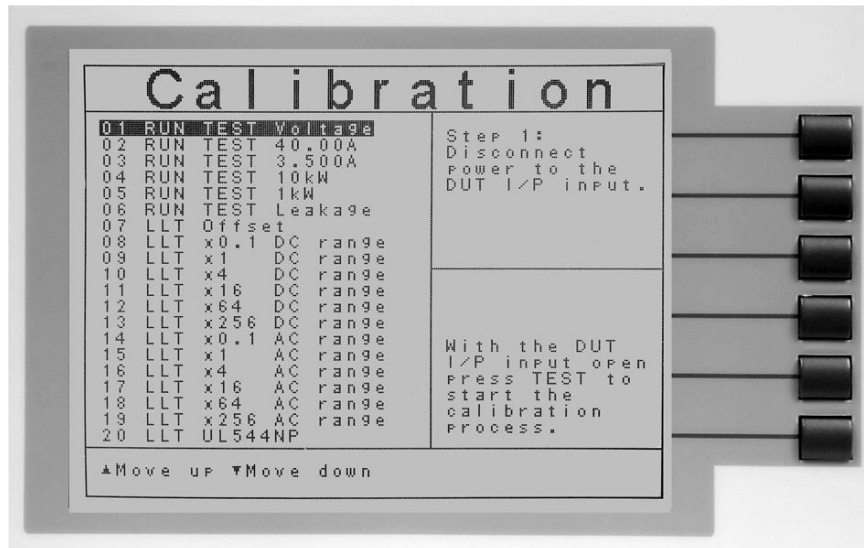 Calibration
01 RUN TEST Voltage
02 RUN TEST 40.00A
03 RUN TEST 3.500A
04 RUN TEST 10kW
05 RUN TEST 1kW
06 RUN TEST Leakage
07 LLT Offset
08 LLT x0.1 DC range
09 LLT x1 DC range
10 LLT x4 DC range
11 LLT x16 DC range
12 LLT x64 DC range
13 LLT x256 DC range
14 LLT x0.1 AC range
15 LLT x1 AC range
16 LLT x4 AC range
17 LLT x16 AC range
18 LLT x64 AC range
19 LLT x256 AC range
20 LLT UL544NP
Step 1:
Disconnect
power to the
DUT I/P input.
With the DUT
I/P input open
press TEST to
start the
calibration
process.
▲Move up ▼Move down